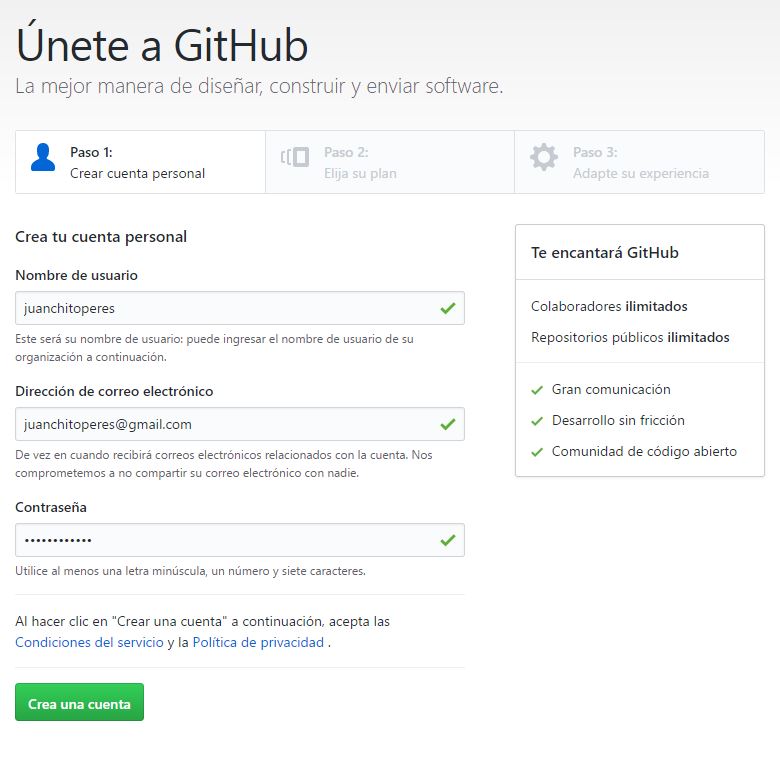 Únete a GitHub
La mejor manera de diseñar, construir y enviar software.
Paso 1:
Crear cuenta personal
Paso 2:
Elija su plan
Paso 3:
Adapte su experiencia
Crea tu cuenta personal
Nombre de usuario
juanchitoperes
Este será su nombre de usuario: puede ingresar el nombre de usuario de su
organización a continuación.
Dirección de correo electrónico
juanchitoperes@gmail.com
De vez en cuando recibirá correos electrónicos relacionados con la cuenta. Nos
comprometemos a no compartir su correo electrónico con nadie.
Contraseña
••••••••••••
Utilice al menos una letra minúscula, un número y siete caracteres.
Al hacer clic en "Crear una cuenta" a continuación, acepta las
Condiciones del servicio y la Política de privacidad .
Crea una cuenta
Te encantará GitHub
Colaboradores ilimitados
Repositorios públicos ilimitados
Gran comunicación
Desarrollo sin fricción
Comunidad de código abierto